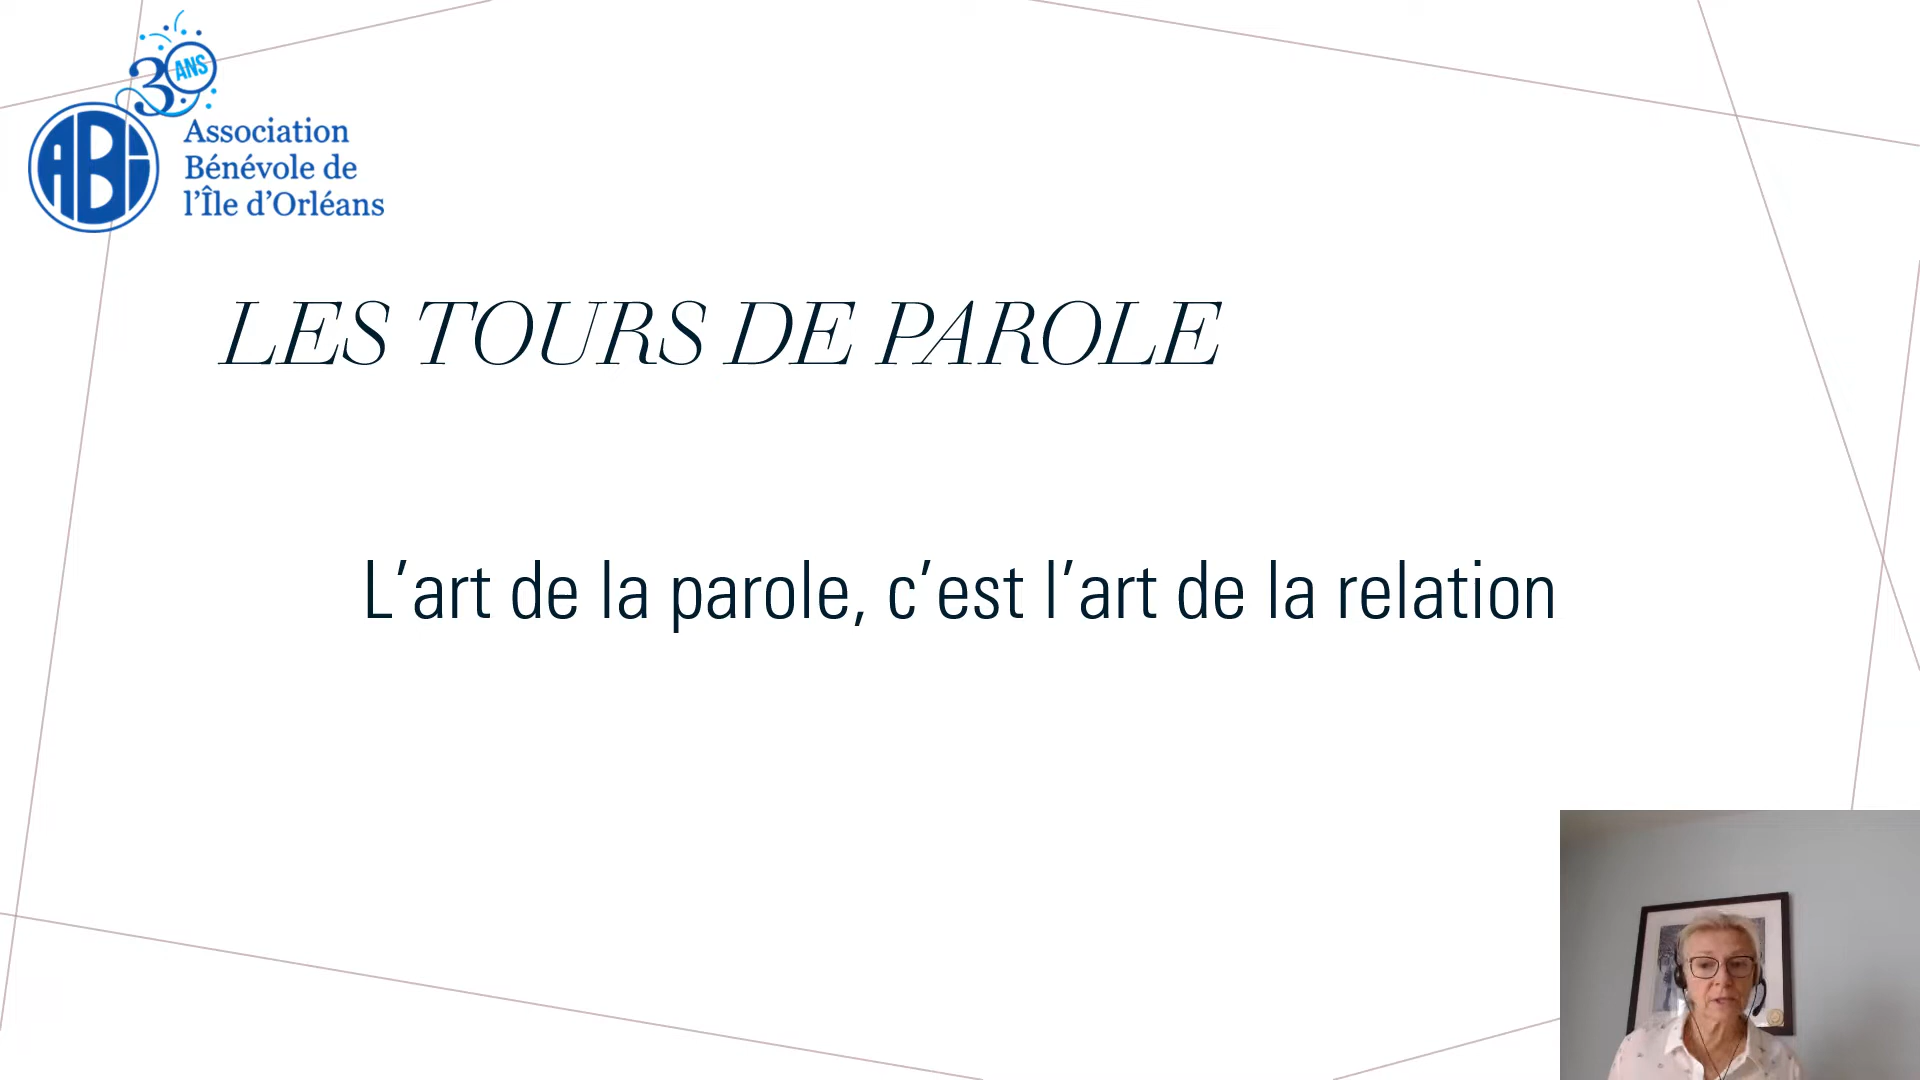 30 ANS
ABI
Association
Bénévole de
l'Île d'Orléans
LES TOURS DE PAROLE
L'art de la parole, c'est l'art de la relation